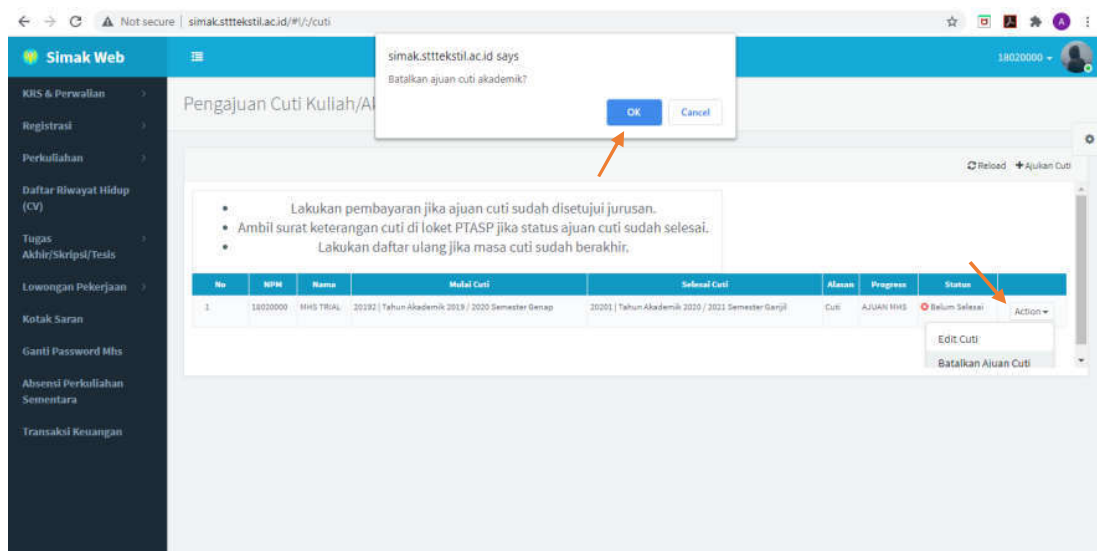 Not secure | simak.stttekstil.ac.id/#!/:/cuti
Simak Web
18020000
simak.stttekstil.ac.id says
Batalkan ajuan cuti akademik?
OK Cancel
KRS & Perwalian
Registrasi
Perkuliahan
Daftar Riwayat Hidup
(CV)
Tugas
Akhir/Skripsi/Tesis
Lowongan Pekerjaan
Kotak Saran
Ganti Password Mhs
Absensi Perkuliahan
Sementara
Transaksi Keuangan
Pengajuan Cuti Kuliah/A
Reload +Ajukan Cuti
• Lakukan pembayaran jika ajuan cuti sudah disetujui jurusan.
• Ambil surat keterangan cuti di loket PTASP jika status ajuan cuti sudah selesai.
• Lakukan daftar ulang jika masa cuti sudah berakhir.
No NPM Nama Mulai Cuti Selesai Cuti Alasan Progress Status
1 18020000 MHS TRIAL 20192 | Tahun Akademik 2019 / 2020 Semester Genap 20201 | Tahun Akademik 2020 / 2021 Semester Ganjil Cuti AJUAN MHS Belum Selesai Action
Edit Cuti
Batalkan Ajuan Cuti